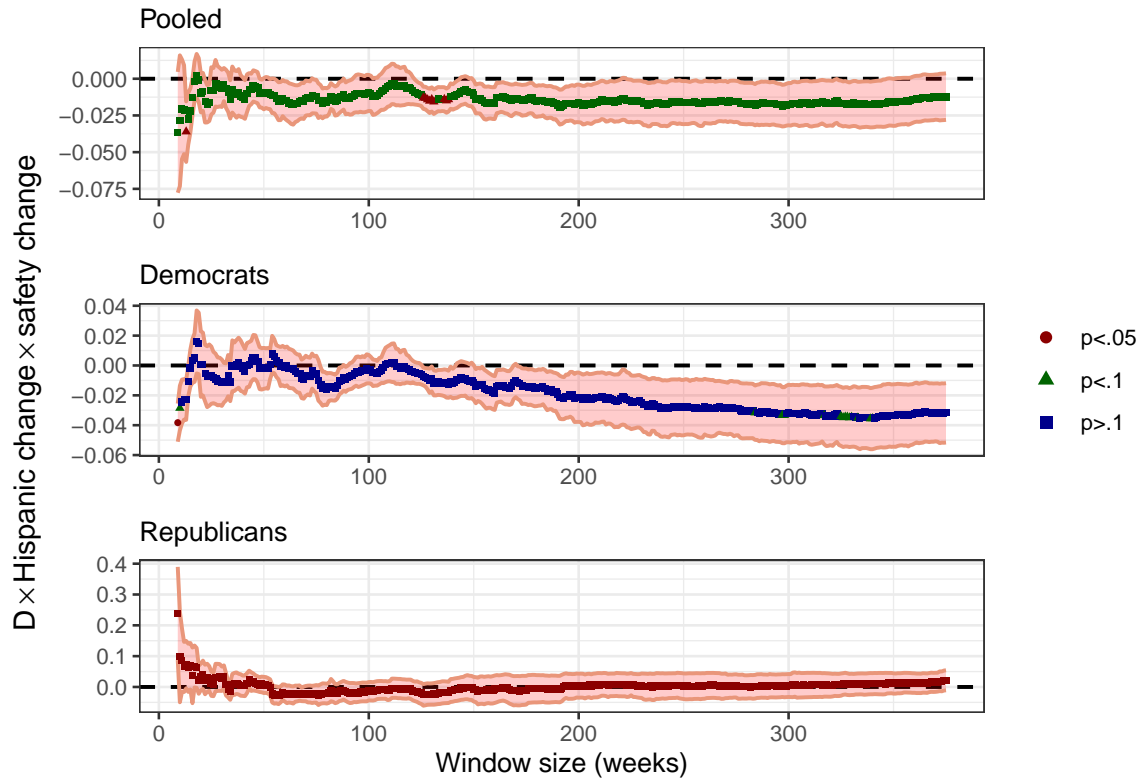 Pooled
0.000
−0.025
−0.050
−0.075
0 100 200 300
Democrats
0.04
0.02
0.00
−0.02
−0.04
−0.06
0 100 200 300
Republicans
0.4
0.3
0.2
0.1
0.0
0 100 200 300
Window size (weeks)
D × Hispanic change × safety change
p<.05
p<.1
p>.1